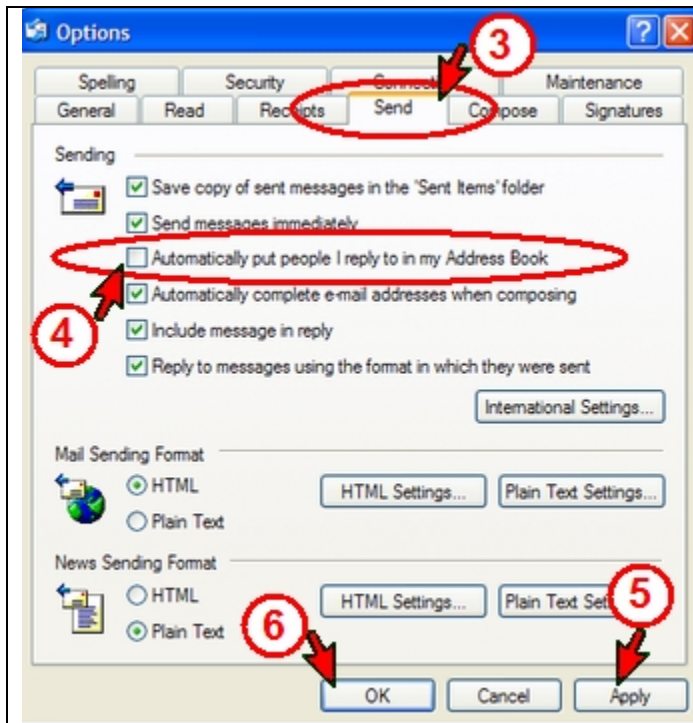 Options
3
Spelling Security Maintenance
General Read Receipts Send Compose Signatures
Sending
Save copy of sent messages in the 'Sent Items' folder
Send messages immediately
Automatically put people I reply to in my Address Book
4
Automatically complete e-mail addresses when composing
Include message in reply
Reply to messages using the format in which they were sent
International Settings...
Mail Sending Format
HTML
HTML Settings... Plain Text Settings...
Plain Text
News Sending Format
HTML
HTML Settings... Plain Text
5
Plain Text
6
OK Cancel Apply